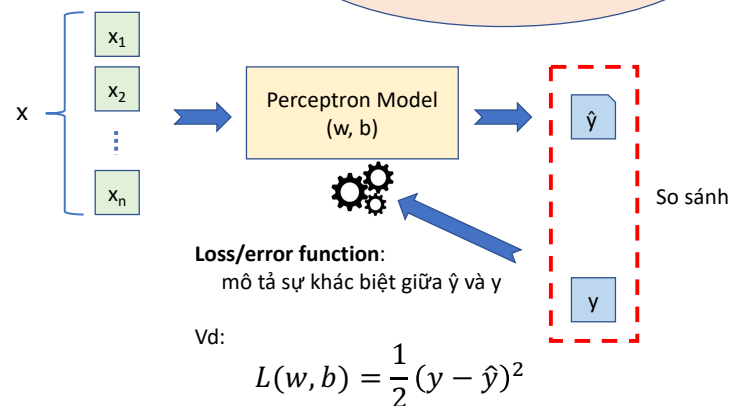 x
x₁
x₂
xₙ
Perceptron Model
(w, b)
ŷ
So sánh
y
Loss/error function:
mô tả sự khác biệt giữa ŷ và y
Vd:
L(w, b) = 1/2 (y − ŷ)²